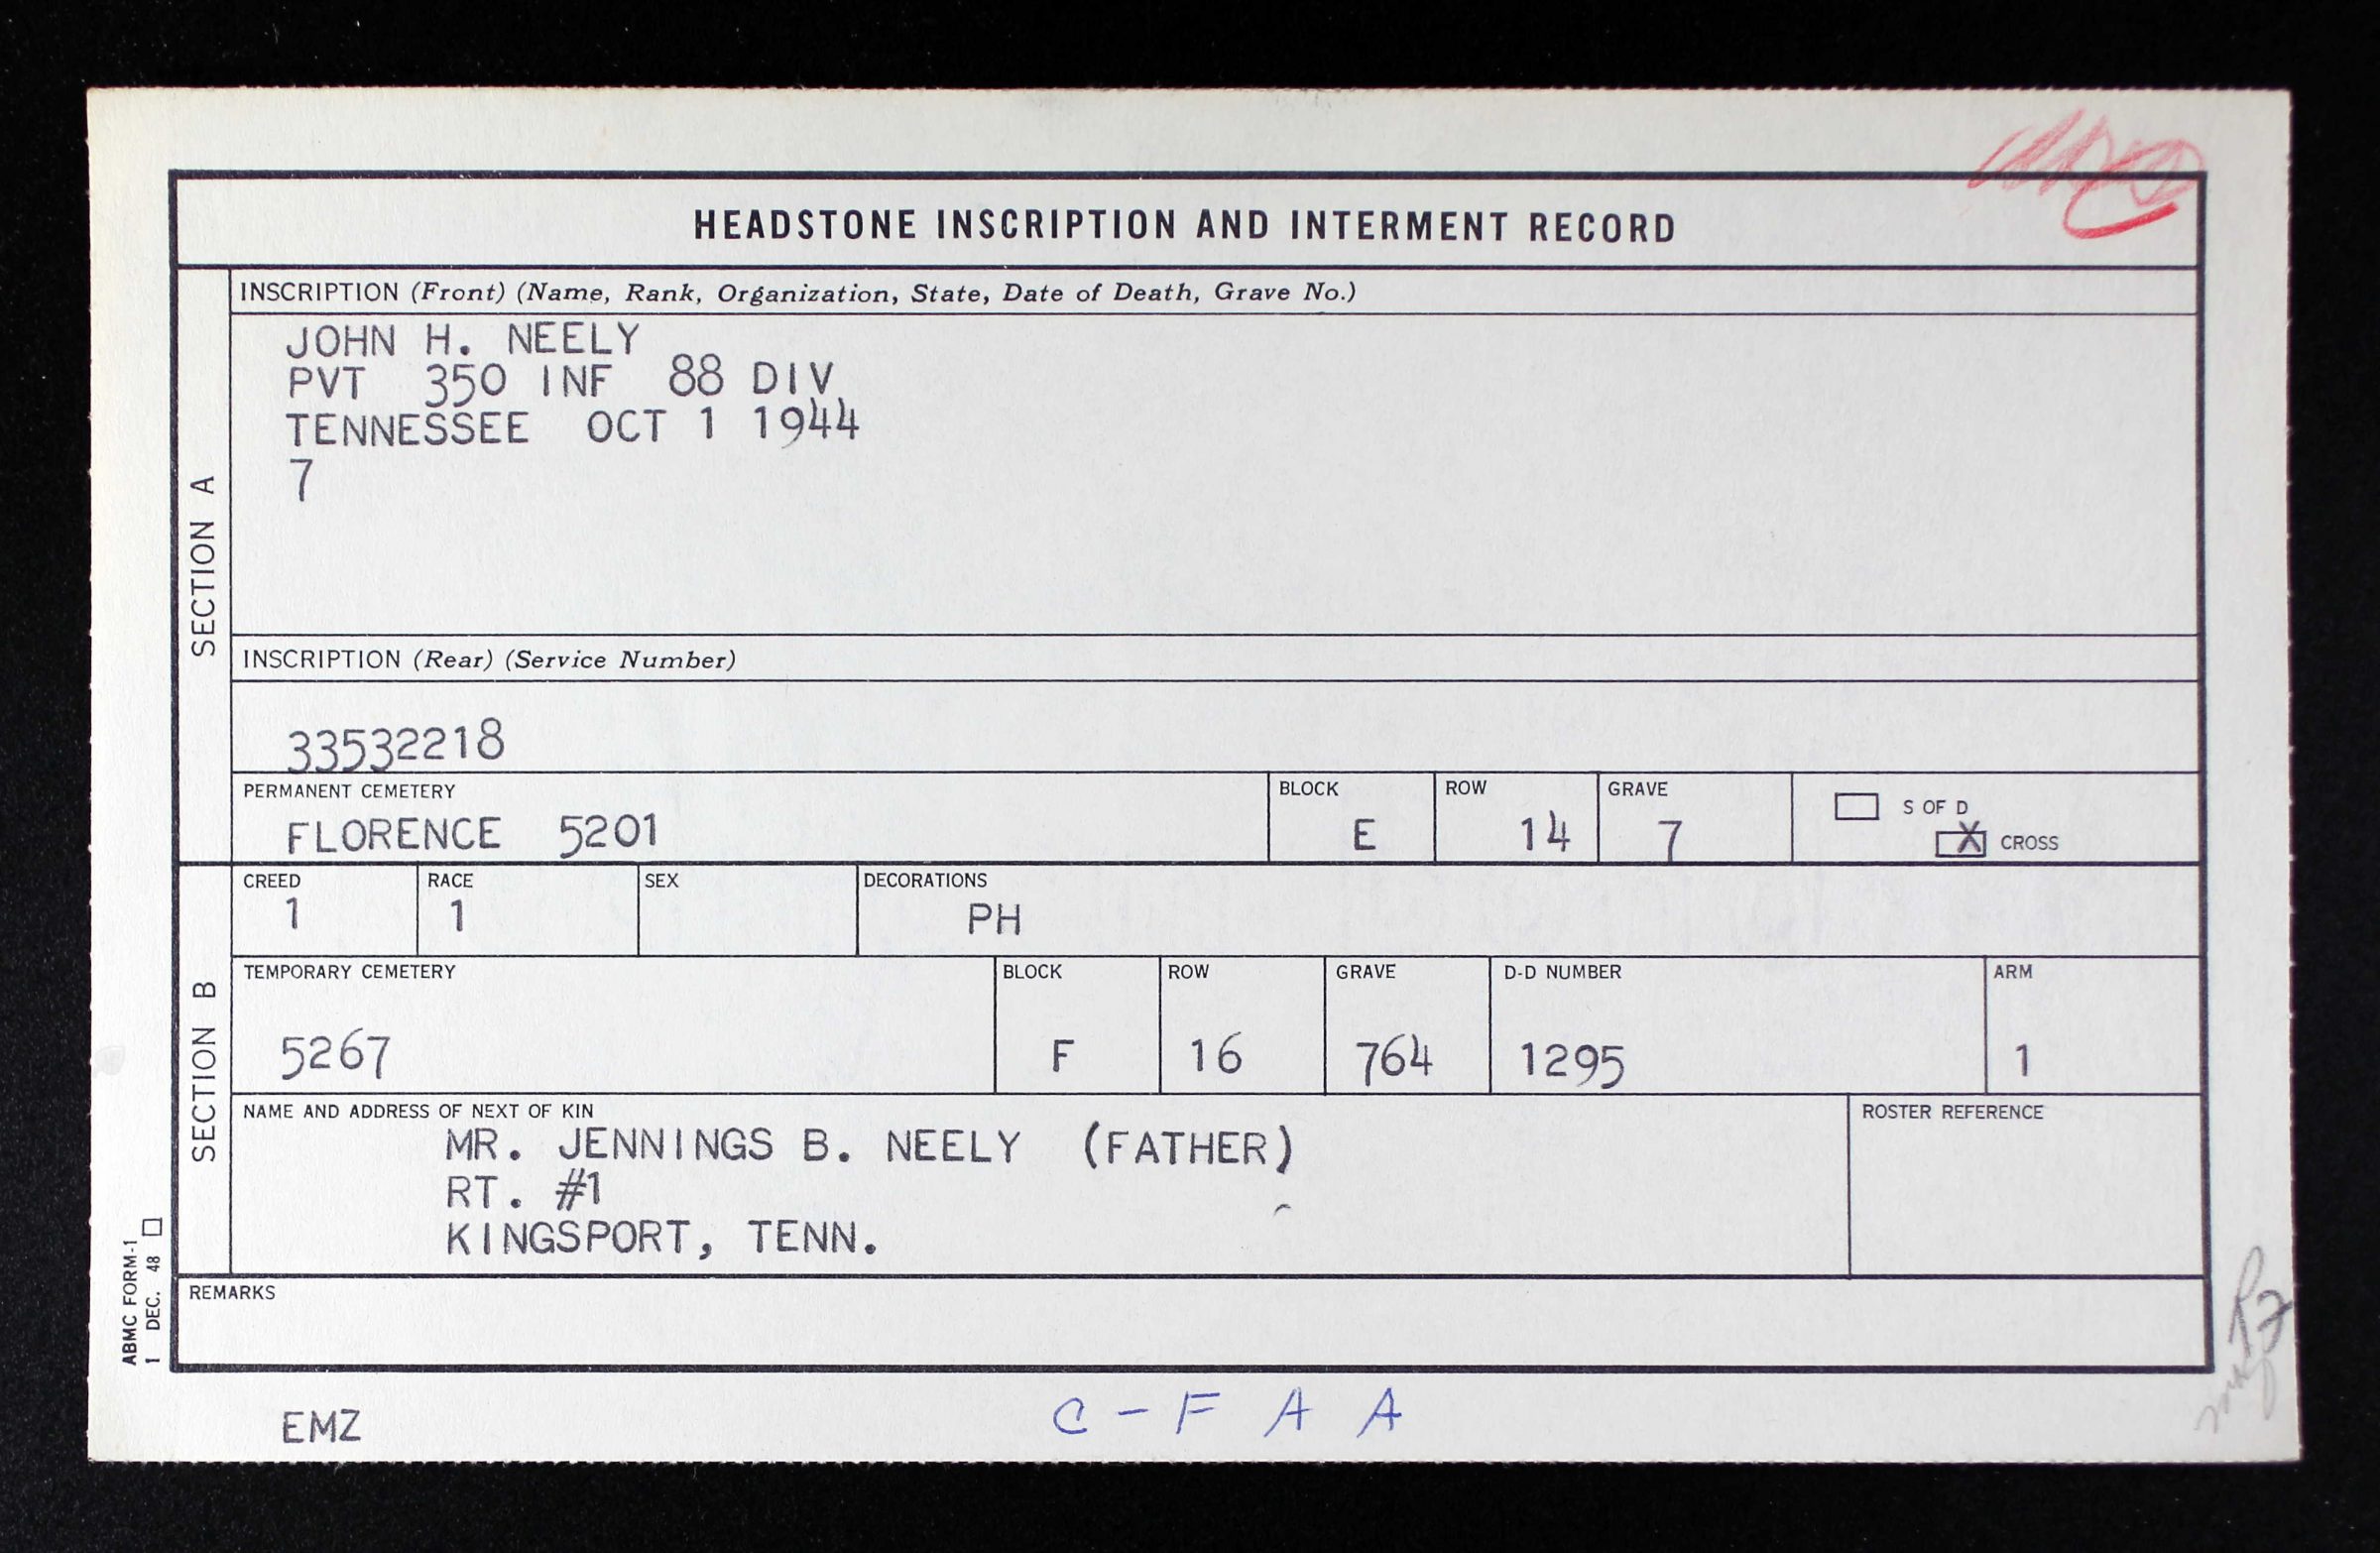 HEADSTONE INSCRIPTION AND INTERMENT RECORD
SECTION A
INSCRIPTION (Front) (Name, Rank, Organization, State, Date of Death, Grave No.)
JOHN H. NEELY
PVT 350 INF 88 DIV
TENNESSEE OCT 1 1944
7
INSCRIPTION (Rear) (Service Number)
33532218
PERMANENT CEMETERY BLOCK ROW GRAVE
FLORENCE 5201 E 14 7
S OF D
X CROSS
SECTION B
CREED RACE SEX DECORATIONS
1 1 PH
TEMPORARY CEMETERY BLOCK ROW GRAVE D-D NUMBER ARM
5267 F 16 764 1295 1
NAME AND ADDRESS OF NEXT OF KIN ROSTER REFERENCE
MR. JENNINGS B. NEELY (FATHER)
RT. #1
KINGSPORT, TENN.
REMARKS
ABMC FORM-1
1 DEC. 48
EMZ
C - F A A